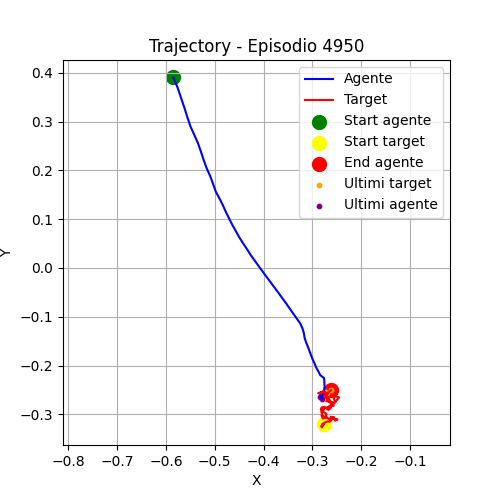 Trajectory - Episodio 4950
Agente
Target
Start agente
Start target
End agente
Ultimi target
Ultimi agente
Y
0.4
0.3
0.2
0.1
0.0
−0.1
−0.2
−0.3
−0.8 −0.7 −0.6 −0.5 −0.4 −0.3 −0.2 −0.1
X